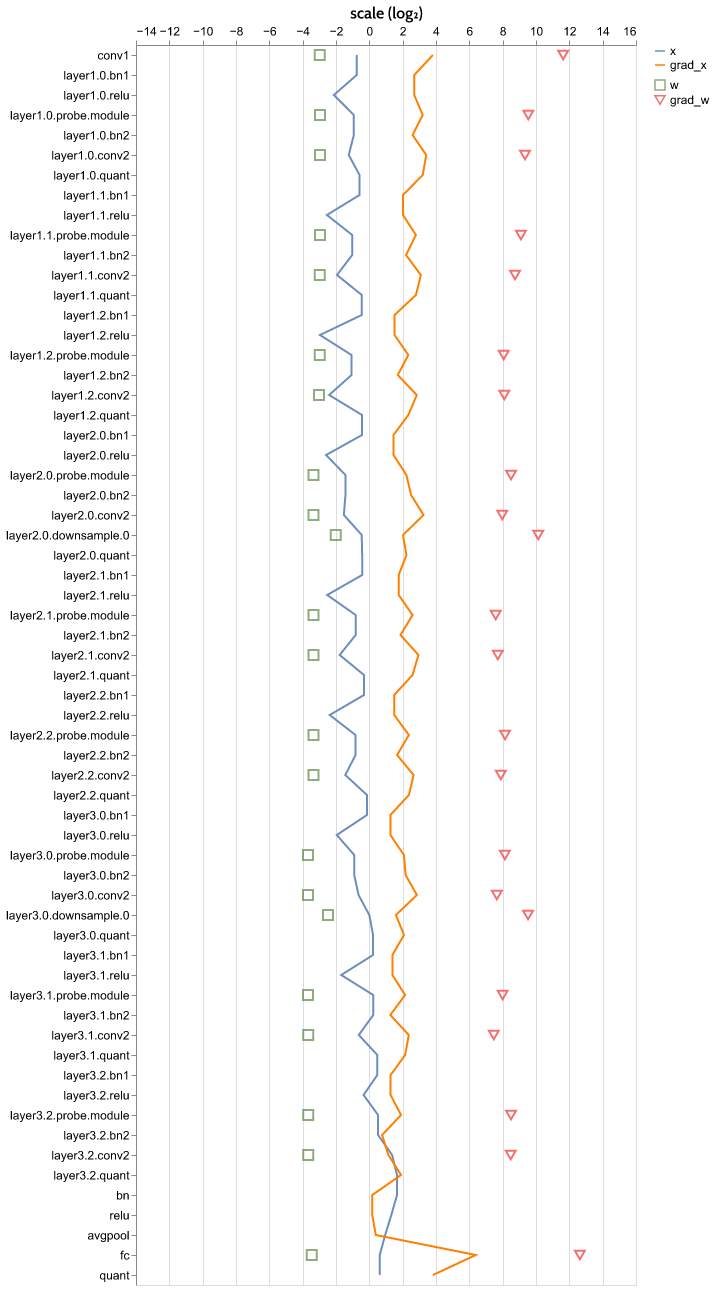 scale (log₂)
−14 −12 −10 −8 −6 −4 −2 0 2 4 6 8 10 12 14 16
x
grad_x
w
grad_w
conv1
layer1.0.bn1
layer1.0.relu
layer1.0.probe.module
layer1.0.bn2
layer1.0.conv2
layer1.0.quant
layer1.1.bn1
layer1.1.relu
layer1.1.probe.module
layer1.1.bn2
layer1.1.conv2
layer1.1.quant
layer1.2.bn1
layer1.2.relu
layer1.2.probe.module
layer1.2.bn2
layer1.2.conv2
layer1.2.quant
layer2.0.bn1
layer2.0.relu
layer2.0.probe.module
layer2.0.bn2
layer2.0.conv2
layer2.0.downsample.0
layer2.0.quant
layer2.1.bn1
layer2.1.relu
layer2.1.probe.module
layer2.1.bn2
layer2.1.conv2
layer2.1.quant
layer2.2.bn1
layer2.2.relu
layer2.2.probe.module
layer2.2.bn2
layer2.2.conv2
layer2.2.quant
layer3.0.bn1
layer3.0.relu
layer3.0.probe.module
layer3.0.bn2
layer3.0.conv2
layer3.0.downsample.0
layer3.0.quant
layer3.1.bn1
layer3.1.relu
layer3.1.probe.module
layer3.1.bn2
layer3.1.conv2
layer3.1.quant
layer3.2.bn1
layer3.2.relu
layer3.2.probe.module
layer3.2.bn2
layer3.2.conv2
layer3.2.quant
bn
relu
avgpool
fc
quant